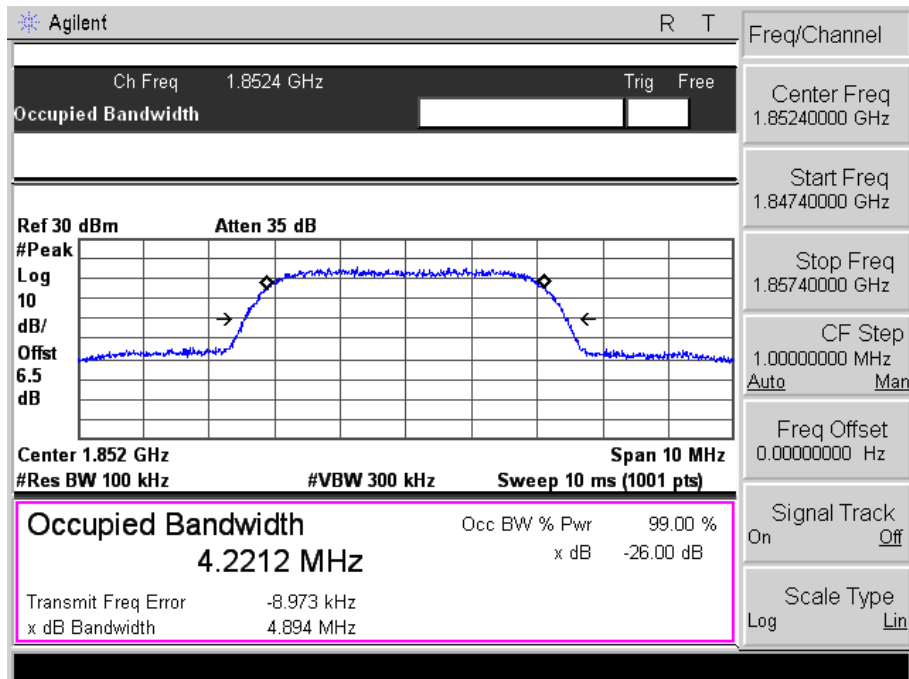 Agilent R T
Ch Freq 1.8524 GHz Trig Free
Occupied Bandwidth
Ref 30 dBm Atten 35 dB
#Peak
Log
10
dB/
Offst
6.5
dB
Center 1.852 GHz Span 10 MHz
#Res BW 100 kHz #VBW 300 kHz Sweep 10 ms (1001 pts)
Occupied Bandwidth
4.2212 MHz
Occ BW % Pwr 99.00 %
x dB -26.00 dB
Transmit Freq Error -8.973 kHz
x dB Bandwidth 4.894 MHz
Freq/Channel
Center Freq
1.85240000 GHz
Start Freq
1.84740000 GHz
Stop Freq
1.85740000 GHz
CF Step
1.00000000 MHz
Auto Man
Freq Offset
0.00000000 Hz
Signal Track
On Off
Scale Type
Log Lin